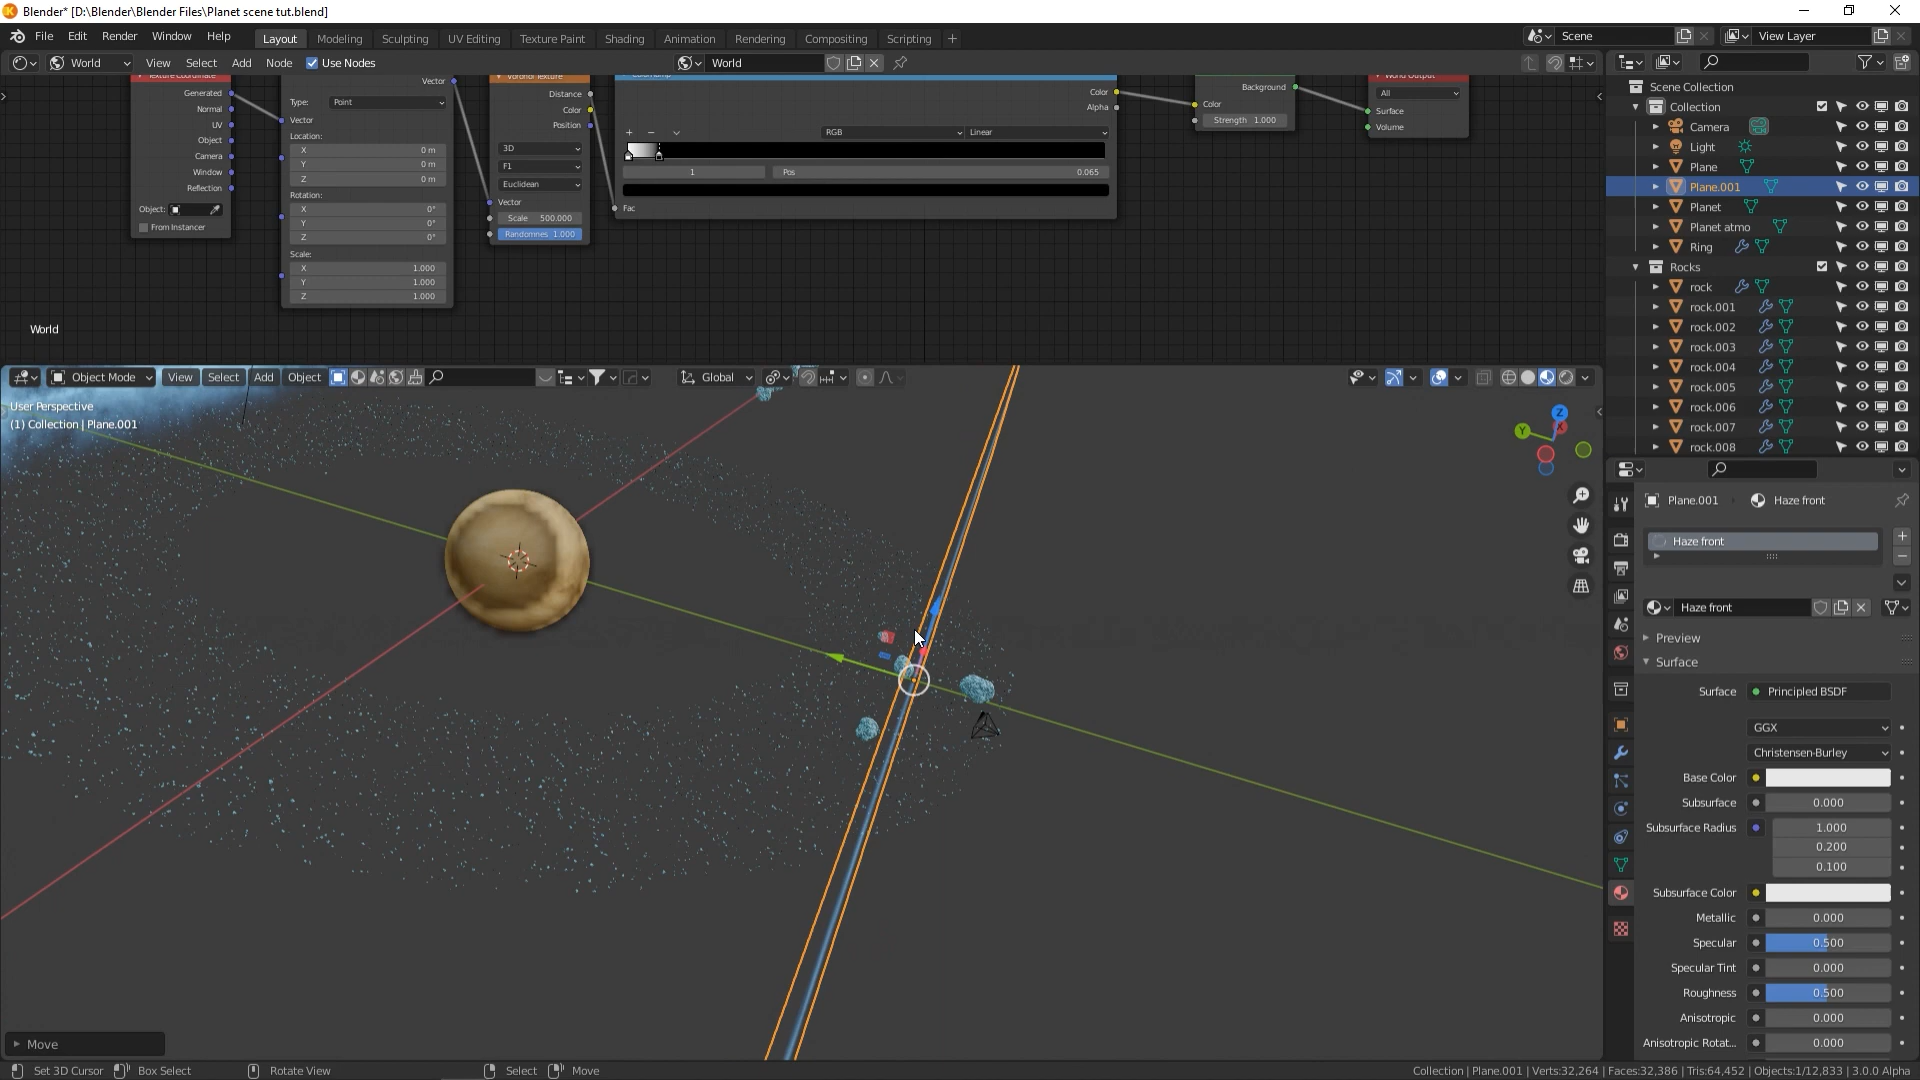 Blender* [D:\Blender\Blender Files\Planet scene tut.blend]
File Edit Render Window Help Layout Modeling Sculpting UV Editing Texture Paint Shading Animation Rendering Compositing Scripting + Scene View Layer
World View Select Add Node Use Nodes World
Texture Coordinate
Generated
Normal
UV
Object
Camera
Window
Reflection
Object:
From Instancer
Vector
Type: Point
Vector
Location:
X 0 m
Y 0 m
Z 0 m
Rotation:
X 0°
Y 0°
Z 0°
Scale:
X 1.000
Y 1.000
Z 1.000
Voronoi Texture
Distance
Color
Position
3D
F1
Euclidean
Vector
Scale 500.000
Randomnes 1.000
ColorRamp
Color
Alpha
+ − RGB Linear
1 Pos 0.065
Fac
Background
Color
Strength 1.000
World Output
All
Surface
Volume
World
Scene Collection
Collection
Camera
Light
Plane
Plane.001
Planet
Planet atmo
Ring
Rocks
rock
rock.001
rock.002
rock.003
rock.004
rock.005
rock.006
rock.007
rock.008
Object Mode View Select Add Object Global
User Perspective
(1) Collection | Plane.001
Z
Y
X
Move
Plane.001 Haze front
Haze front
Haze front
Preview
Surface
Surface Principled BSDF
GGX
Christensen-Burley
Base Color
Subsurface 0.000
Subsurface Radius 1.000
0.200
0.100
Subsurface Color
Metallic 0.000
Specular 0.500
Specular Tint 0.000
Roughness 0.500
Anisotropic 0.000
Anisotropic Rotat... 0.000
Set 3D Cursor Box Select Rotate View Select Move Collection | Plane.001 | Verts:32,264 | Faces:32,386 | Tris:64,452 | Objects:1/12,833 | 3.0.0 Alpha